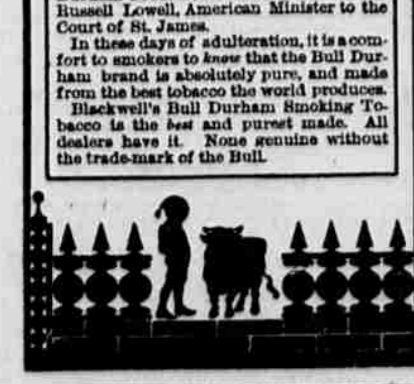 Russell Lowell, American Minister to the
Court of St. James.
In these days of adulteration, it is a com-
fort to smokers to know that the Bull Dur-
ham brand is absolutely pure, and made
from the best tobacco the world produces.
Blackwell's Bull Durham Smoking To-
bacco is the best and purest made. All
dealers have it. None genuine without
the trade-mark of the Bull.